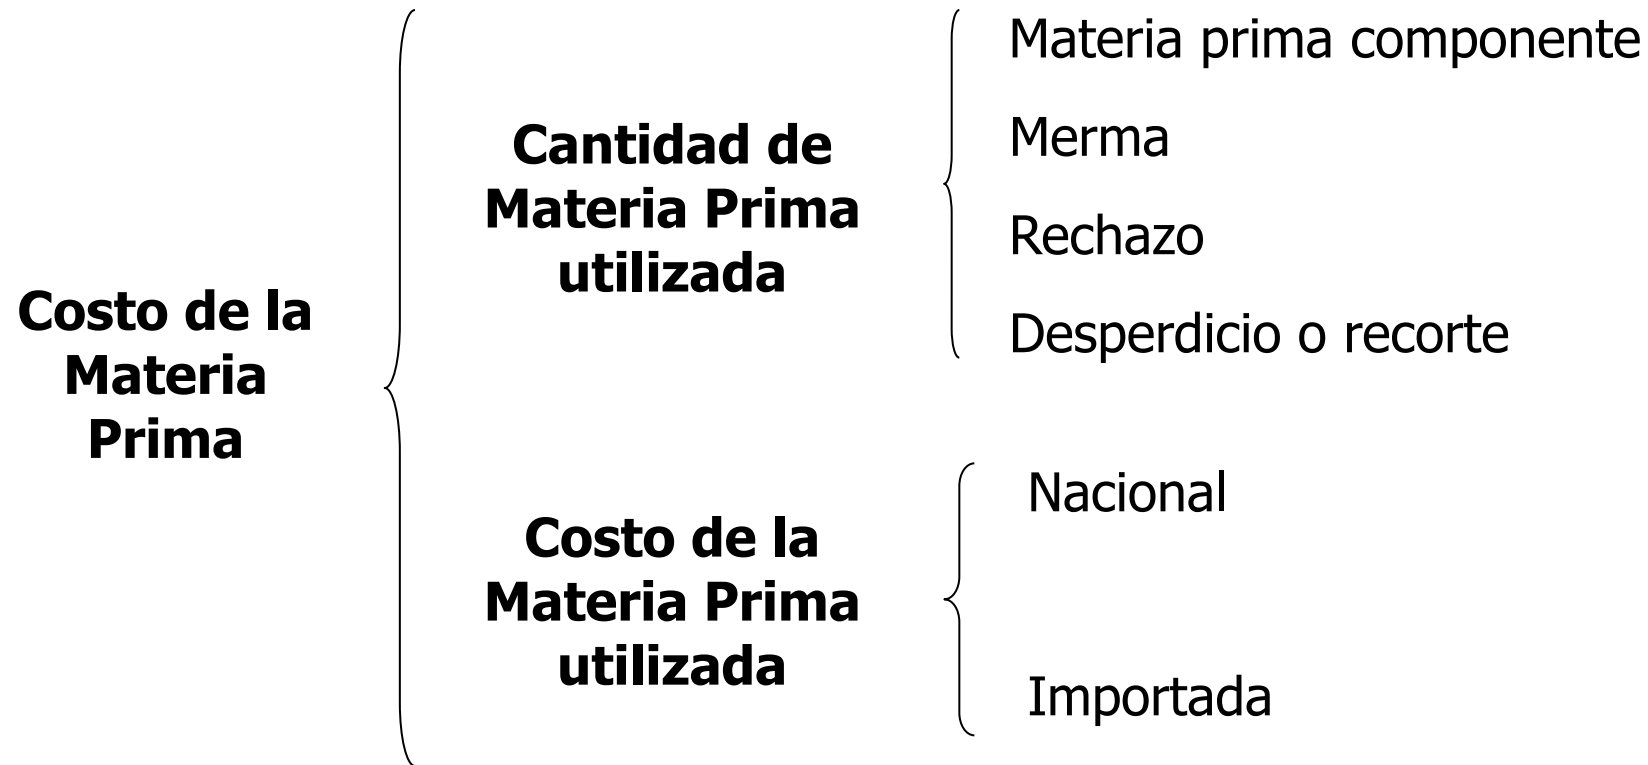 Costo de la
Materia
Prima
Cantidad de
Materia Prima
utilizada
Materia prima componente
Merma
Rechazo
Desperdicio o recorte
Costo de la
Materia Prima
utilizada
Nacional
Importada